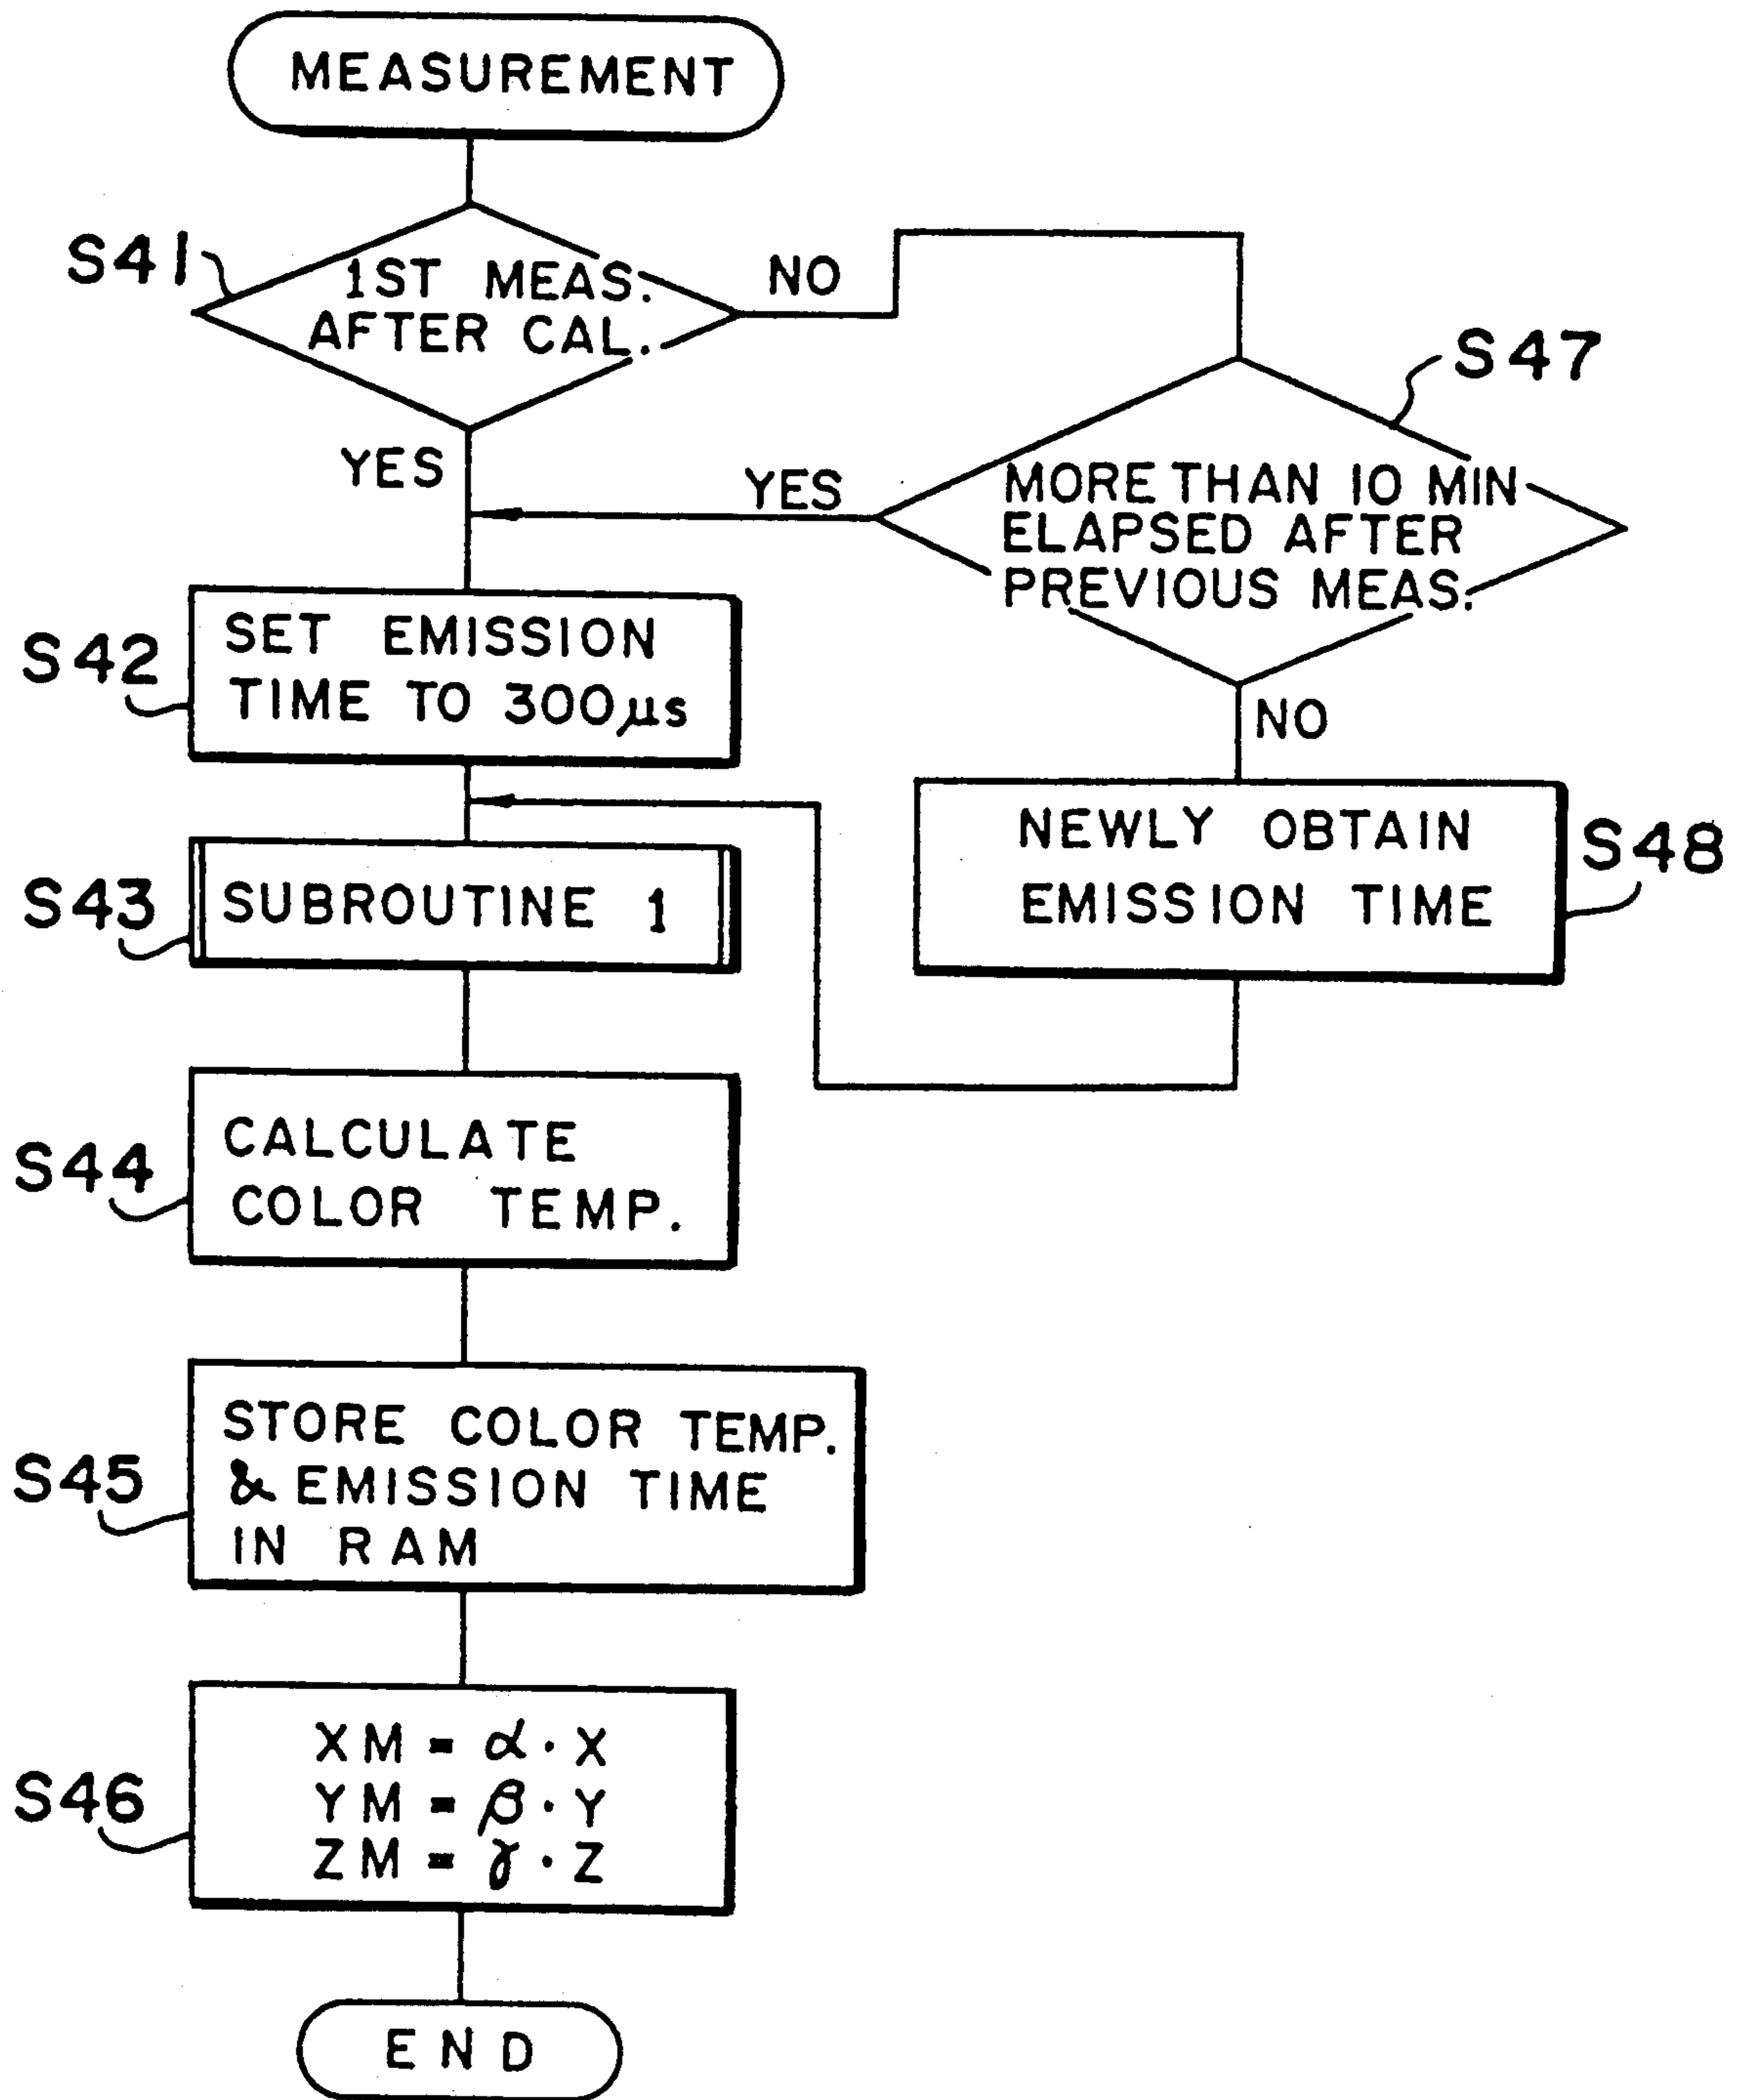 MEASUREMENT
S41
1ST MEAS.
AFTER CAL.
NO
YES
S47
MORE THAN 10 MIN
ELAPSED AFTER
PREVIOUS MEAS.
YES
NO
S42
SET EMISSION
TIME TO 300μs
S48
NEWLY OBTAIN
EMISSION TIME
S43
SUBROUTINE 1
S44
CALCULATE
COLOR TEMP.
S45
STORE COLOR TEMP.
& EMISSION TIME
IN RAM
S46
XM = α · X
YM = β · Y
ZM = γ · Z
END